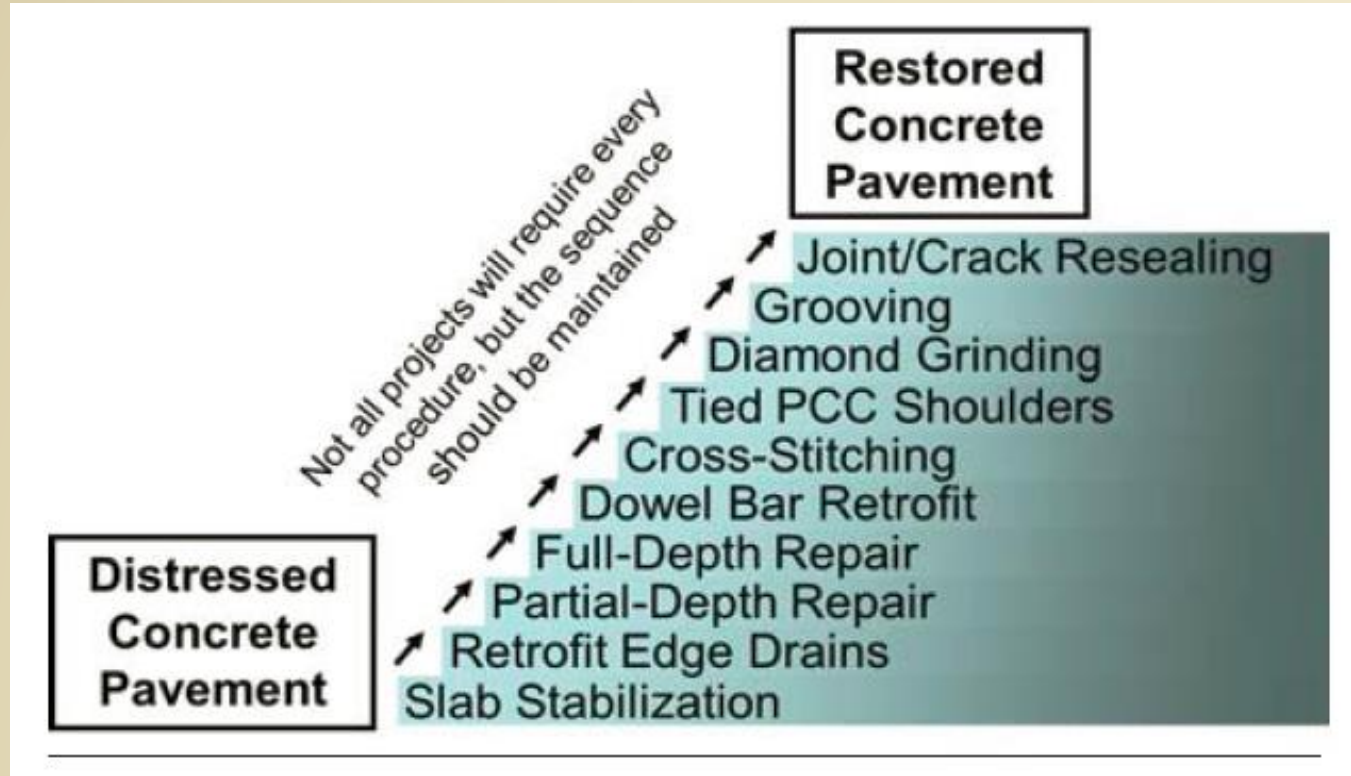 Restored
Concrete
Pavement
Not all projects will require every
procedure, but the sequence
should be maintained
Joint/Crack Resealing
Grooving
Diamond Grinding
Tied PCC Shoulders
Cross-Stitching
Dowel Bar Retrofit
Full-Depth Repair
Partial-Depth Repair
Retrofit Edge Drains
Slab Stabilization
Distressed
Concrete
Pavement